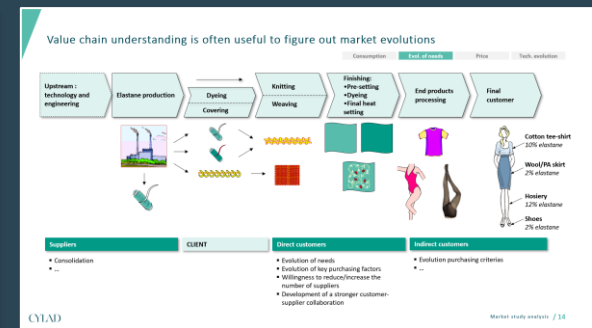 Value chain understanding is often useful to figure out market evolutions
Consumption
Evol. of needs
Price
Tech. evolution
Upstream :
technology and
engineering
Elastane production
Dyeing
Covering
Knitting
Weaving
Finishing:
•Pre-setting
•Dyeing
•Final heat
setting
End products
processing
Final
customer
Cotton tee-shirt
10% elastane
Wool/PA skirt
2% elastane
Hosiery
12% elastane
Shoes
2% elastane
Suppliers
▪ Consolidation
▪ ...
CLIENT
Direct customers
▪ Evolution of needs
▪ Evolution of key purchasing factors
▪ Willingness to reduce/increase the
number of suppliers
▪ Development of a stronger customer-
supplier collaboration
Indirect customers
▪ Evolution purchasing criterias
▪ ...
CYLAD
Market study analysis / 14